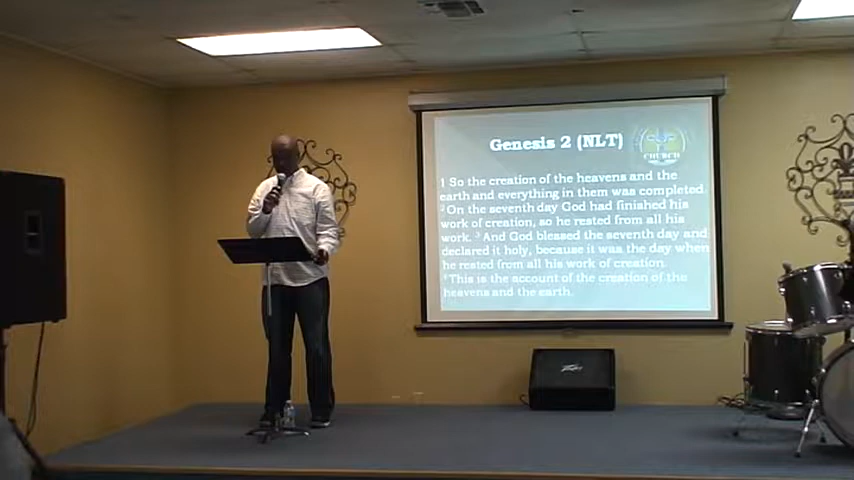 Genesis 2 (NLT)
CHURCH
1 So the creation of the heavens and the
earth and everything in them was completed.
2 On the seventh day God had finished his
work of creation, so he rested from all his
work. 3 And God blessed the seventh day and
declared it holy, because it was the day when
he rested from all his work of creation.
4 This is the account of the creation of the
heavens and the earth.
PEAVEY